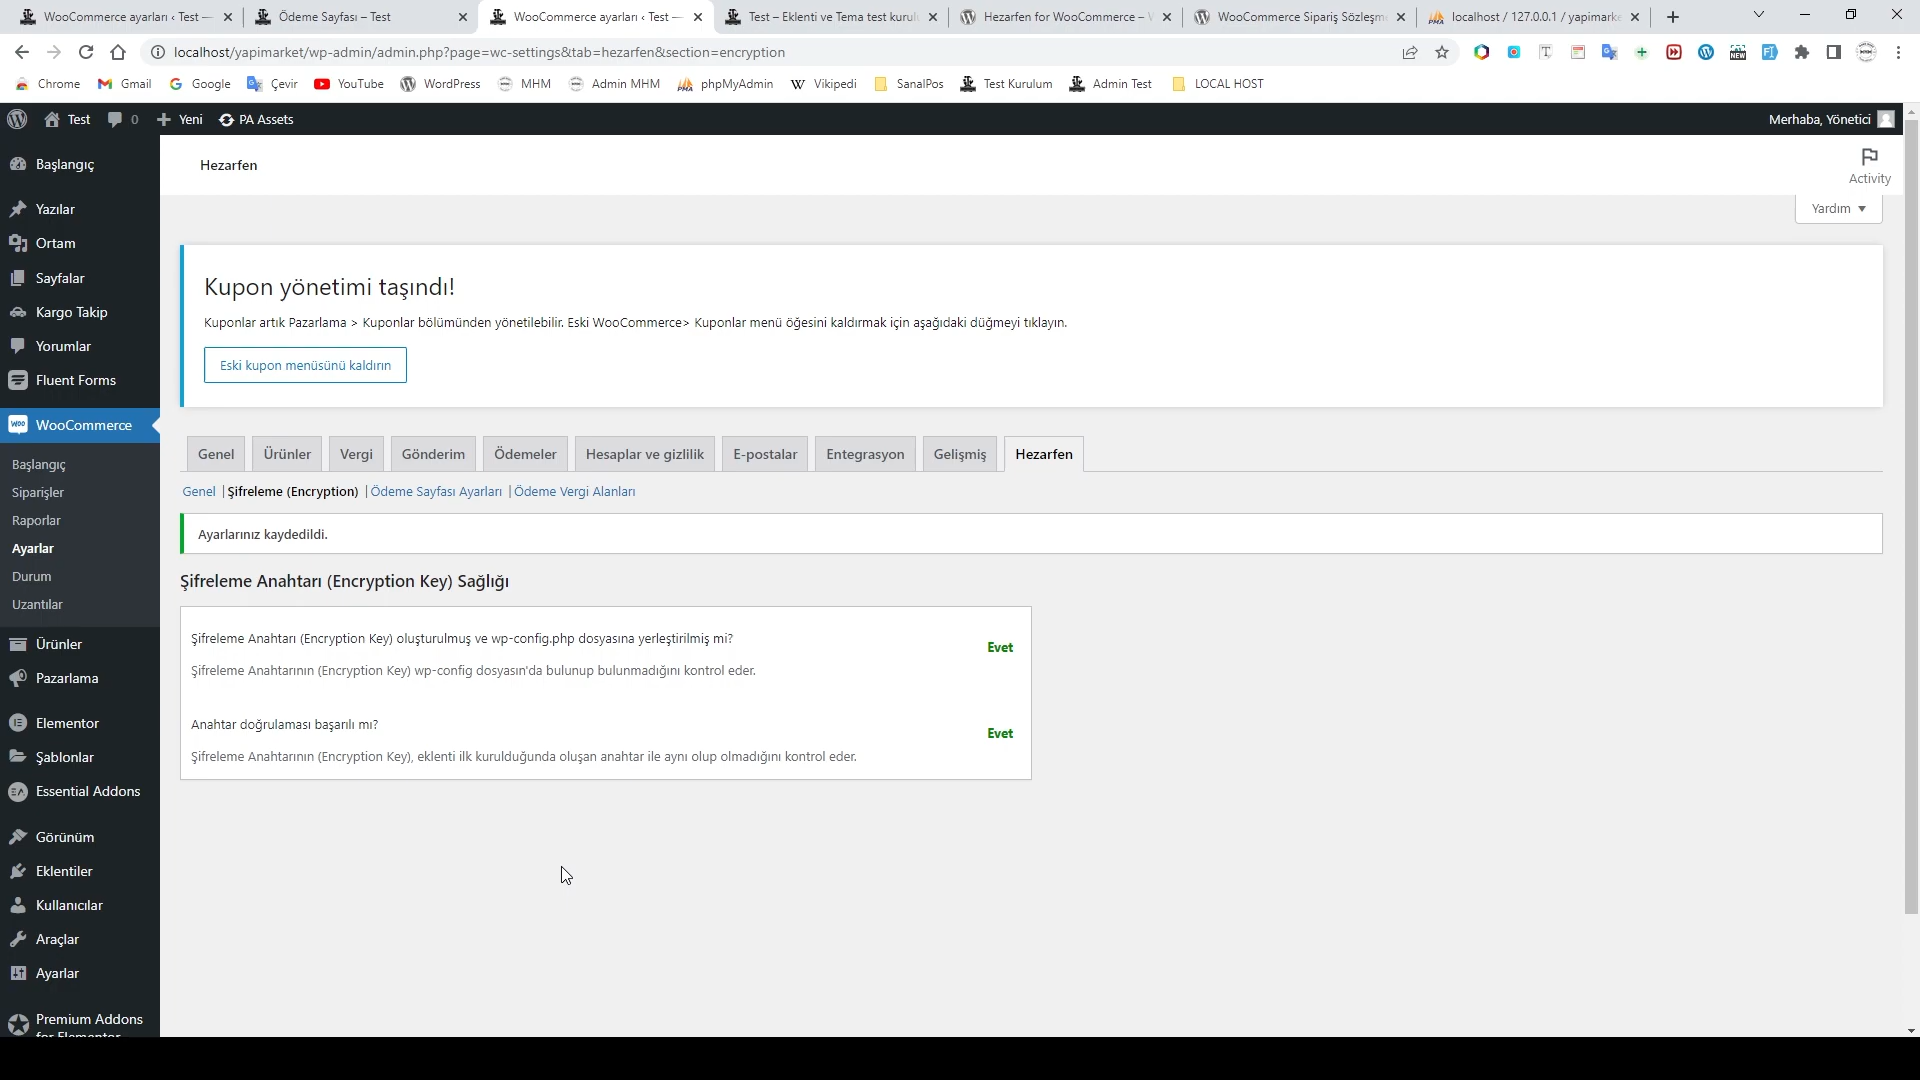 WooCommerce ayarları ‹ Test —
Ödeme Sayfası – Test
WooCommerce ayarları ‹ Test —
Test – Eklenti ve Tema test kurul
Hezarfen for WooCommerce –
WooCommerce Sipariş Sözleşm
localhost / 127.0.0.1 / yapimarke
localhost/yapimarket/wp-admin/admin.php?page=wc-settings&tab=hezarfen&section=encryption
Chrome
Gmail
Google
Çevir
YouTube
WordPress
MHM
Admin MHM
phpMyAdmin
Vikipedi
SanalPos
Test Kurulum
Admin Test
LOCAL HOST
Test
0
Yeni
PA Assets
Merhaba, Yönetici
Başlangıç
Yazılar
Ortam
Sayfalar
Kargo Takip
Yorumlar
Fluent Forms
WooCommerce
Başlangıç
Siparişler
Raporlar
Ayarlar
Durum
Uzantılar
Ürünler
Pazarlama
Elementor
Şablonlar
Essential Addons
Görünüm
Eklentiler
Kullanıcılar
Araçlar
Ayarlar
Premium Addons
for Elementor
Hezarfen
Activity
Yardım
Kupon yönetimi taşındı!
Kuponlar artık Pazarlama > Kuponlar bölümünden yönetilebilir. Eski WooCommerce> Kuponlar menü öğesini kaldırmak için aşağıdaki düğmeyi tıklayın.
Eski kupon menüsünü kaldırın
Genel
Ürünler
Vergi
Gönderim
Ödemeler
Hesaplar ve gizlilik
E-postalar
Entegrasyon
Gelişmiş
Hezarfen
Genel | Şifreleme (Encryption) | Ödeme Sayfası Ayarları | Ödeme Vergi Alanları
Ayarlarınız kaydedildi.
Şifreleme Anahtarı (Encryption Key) Sağlığı
Şifreleme Anahtarı (Encryption Key) oluşturulmuş ve wp-config.php dosyasına yerleştirilmiş mi?
Evet
Şifreleme Anahtarının (Encryption Key) wp-config dosyasın'da bulunup bulunmadığını kontrol eder.
Anahtar doğrulaması başarılı mı?
Evet
Şifreleme Anahtarının (Encryption Key), eklenti ilk kurulduğunda oluşan anahtar ile aynı olup olmadığını kontrol eder.